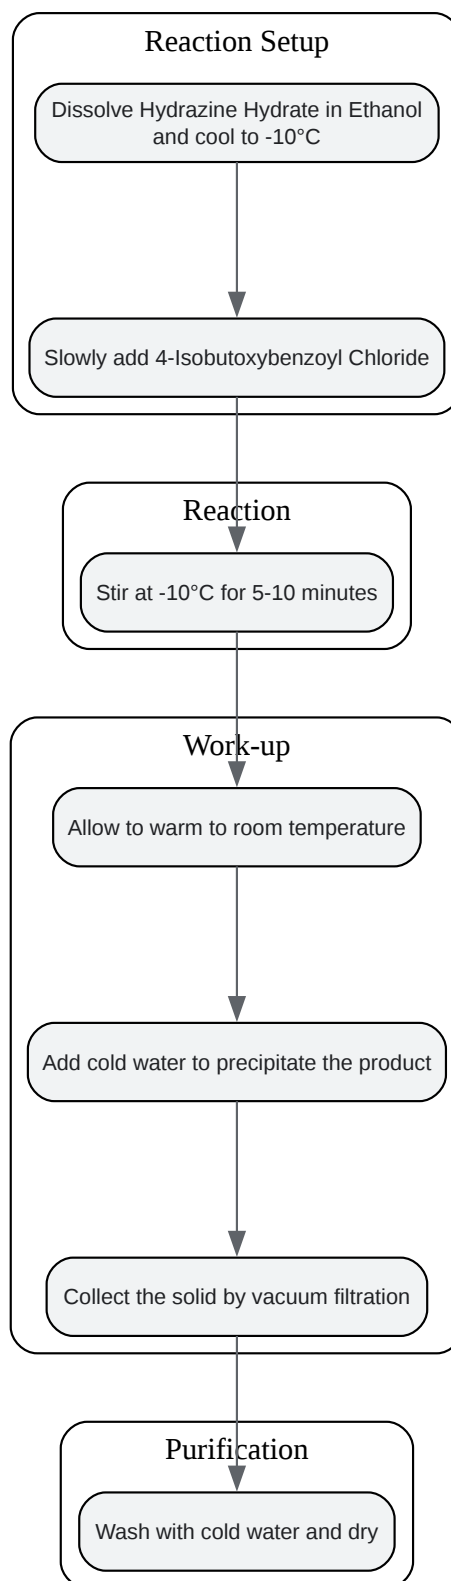 Reaction Setup
Dissolve Hydrazine Hydrate in Ethanol
and cool to -10°C
Slowly add 4-Isobutoxybenzoyl Chloride
Reaction
Stir at -10°C for 5-10 minutes
Work-up
Allow to warm to room temperature
Add cold water to precipitate the product
Collect the solid by vacuum filtration
Purification
Wash with cold water and dry